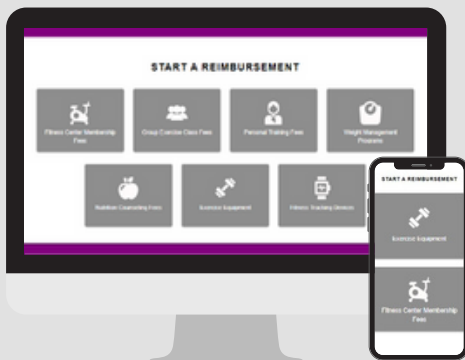 START A REIMBURSEMENT
Fitness Center Membership
Fees
Group Exercise Class Fees
Personal Training Fees
Weight Management
Programs
Nutrition Counseling Fees
Exercise Equipment
Fitness Tracking Devices
START A REIMBURSEMENT
Exercise Equipment
Fitness Center Membership
Fees